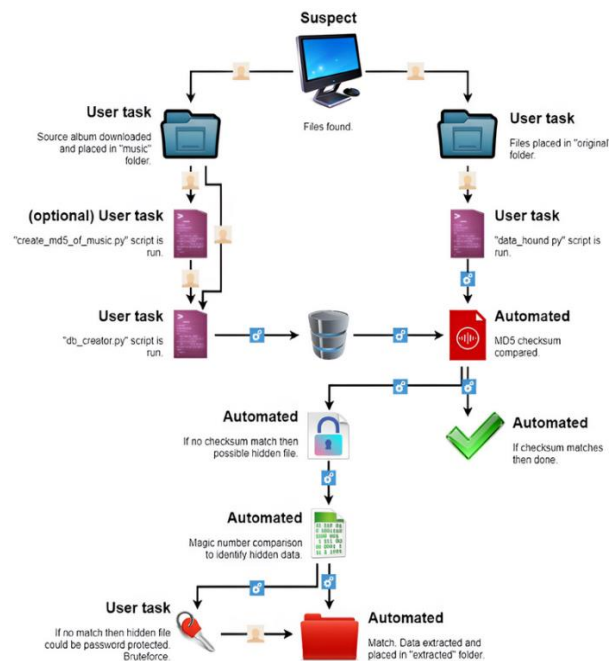 Suspect
Files found.
User task
Source album downloaded
and placed in "music"
folder.
User task
Files placed in "original"
folder.
(optional) User task
"create_md5_of_music.py" script is
run.
User task
"data_hound.py" script is
run.
User task
"db_creator.py" script is
run.
Automated
MD5 checksum
compared.
Automated
If no checksum match then
possible hidden file.
Automated
If checksum matches
then done.
Automated
Magic number comparison
to identify hidden data.
User task
If no match then hidden file
could be password protected.
Bruteforce.
Automated
Match. Data extracted and
placed in "extracted" folder.